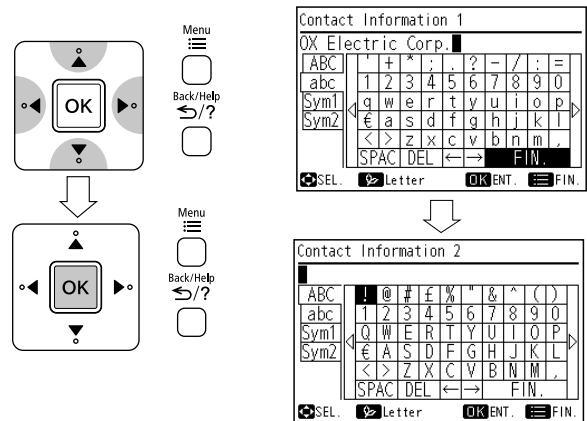 Menu
Back/Help
/?
OK
Menu
Back/Help
/?
OK
Contact Information 1
OX Electric Corp.
ABC ' + * ; . ? - / : =
abc 1 2 3 4 5 6 7 8 9 0
Sym1 q w e r t y u i o p
Sym2 € a s d f g h j k l
< > z x c v b n m ,
SPAC DEL ← → FIN.
SEL. Letter OK ENT. FIN.
Contact Information 2
ABC ! @ # £ % " & ^ ( )
abc 1 2 3 4 5 6 7 8 9 0
Sym1 Q W E R T Y U I O P
Sym2 € A S D F G H J K L
< > Z X C V B N M ,
SPAC DEL ← → FIN.
SEL. Letter OK ENT. FIN.